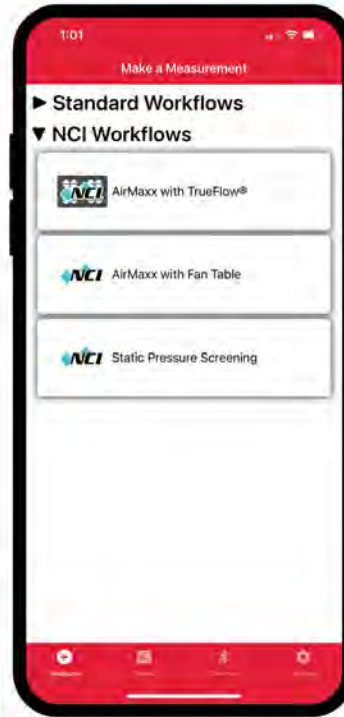 1:01
Make a Measurement
▶ Standard Workflows
▼ NCI Workflows
NCI AirMaxx with TrueFlow®
NCI AirMaxx with Fan Table
NCI Static Pressure Screening